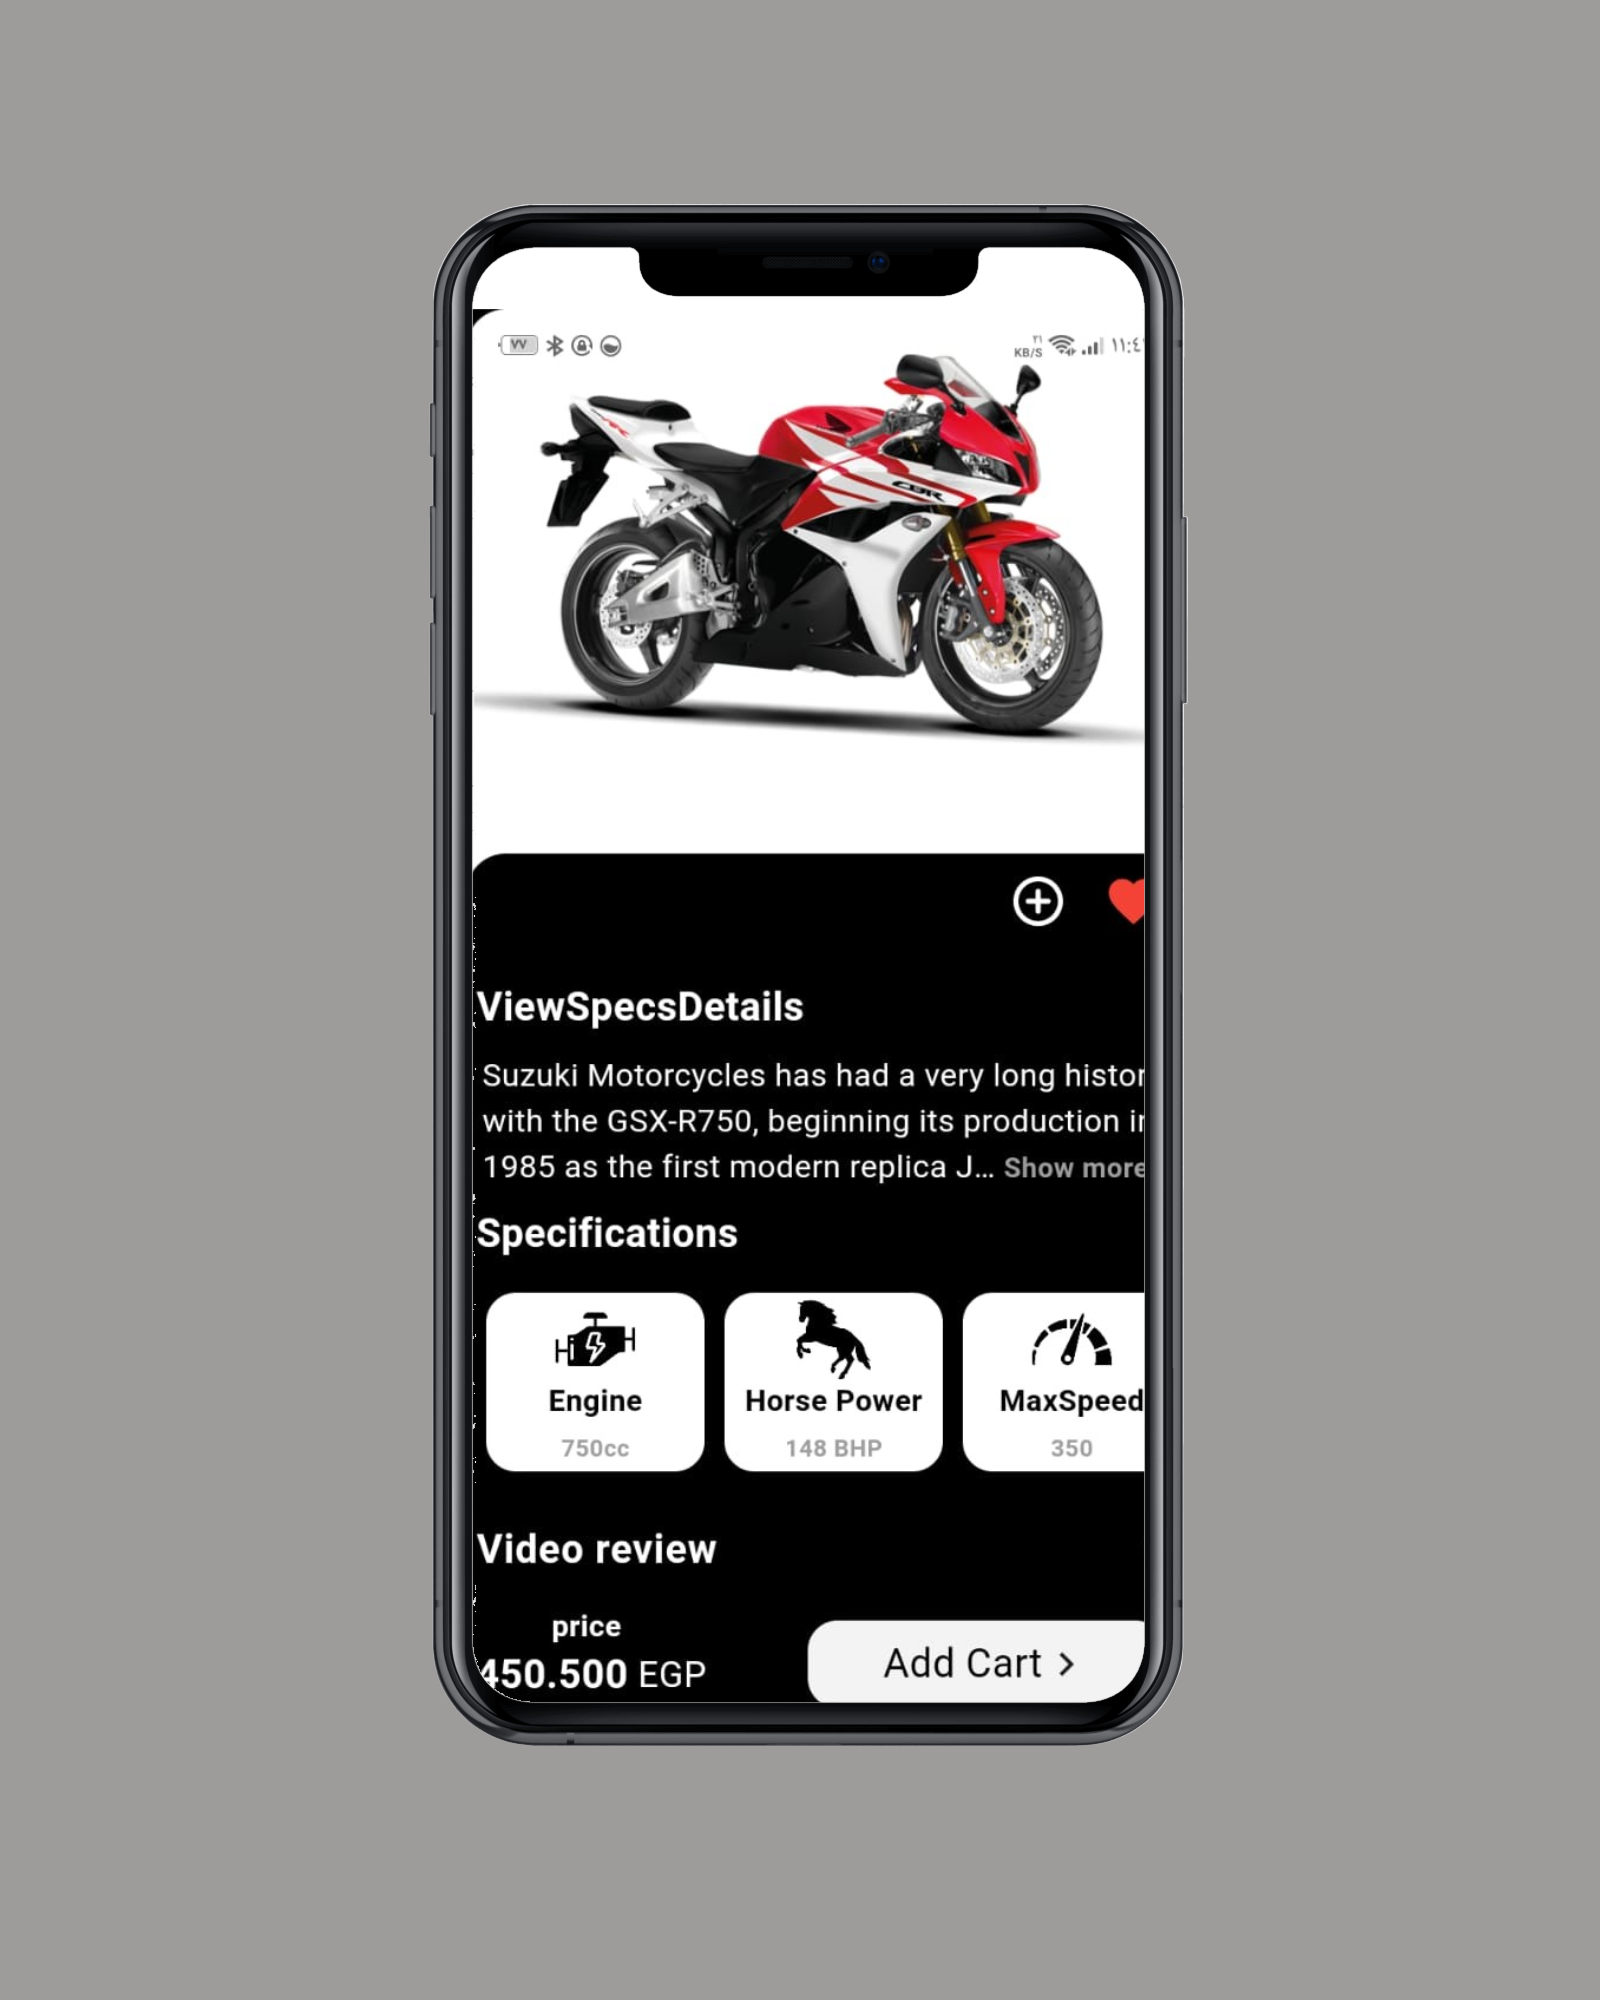 ٧٧
٢١
KB/S
١١:٤
CBR
ViewSpecsDetails
Suzuki Motorcycles has had a very long histor
with the GSX-R750, beginning its production in
1985 as the first modern replica J... Show more
Specifications
Engine
750cc
Horse Power
148 BHP
MaxSpeed
350
Video review
price
450.500 EGP
Add Cart >